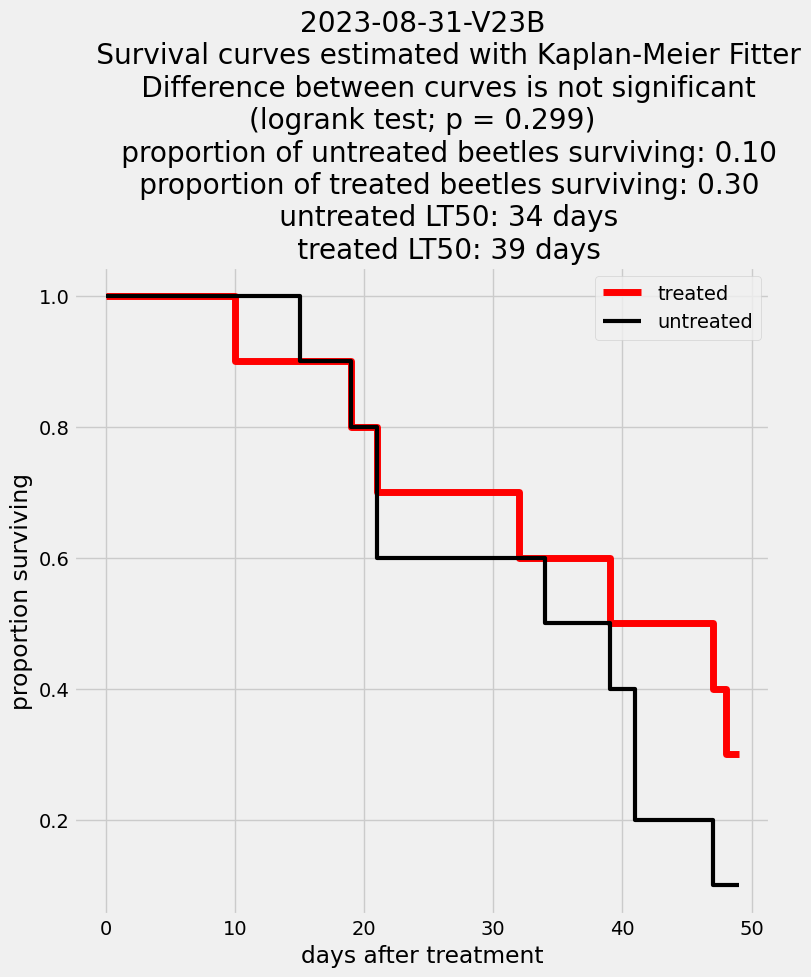 2023-08-31-V23B
Survival curves estimated with Kaplan-Meier Fitter
Difference between curves is not significant
(logrank test; p = 0.299)
proportion of untreated beetles surviving: 0.10
proportion of treated beetles surviving: 0.30
untreated LT50: 34 days
treated LT50: 39 days
treated
untreated
1.0
0.8
0.6
0.4
0.2
proportion surviving
0 10 20 30 40 50
days after treatment